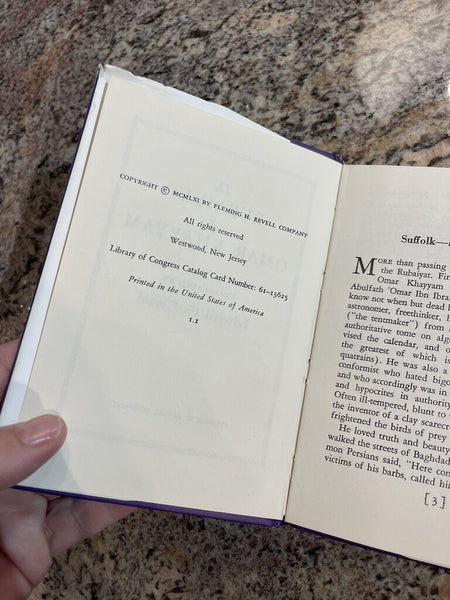 COPYRIGHT © MCMLXI BY FLEMING H. REVELL COMPANY
All rights reserved
Westwood, New Jersey
Library of Congress Catalog Card Number: 61-13625
Printed in the United States of America
1.1
Suffolk—
MORE than passing
the Rubaiyat. Fir
Omar Khayyam
Abulfath 'Omar Ibn Ibra
know not when but dead
astronomer, freethinker,
("the tentmaker") from
authoritative tome on alg
vised the calendar, and o
the greatest of which is
quatrains). He was also a
conformist who hated bigo
and who accordingly was in
and hypocrites in authority
Often ill-tempered, blunt to
the inventor of a clay scarecr
frightened the birds of prey
He loved truth and beauty
walked the streets of Baghdad
mon Persians said, "Here com
victims of his barbs, called him
[3]